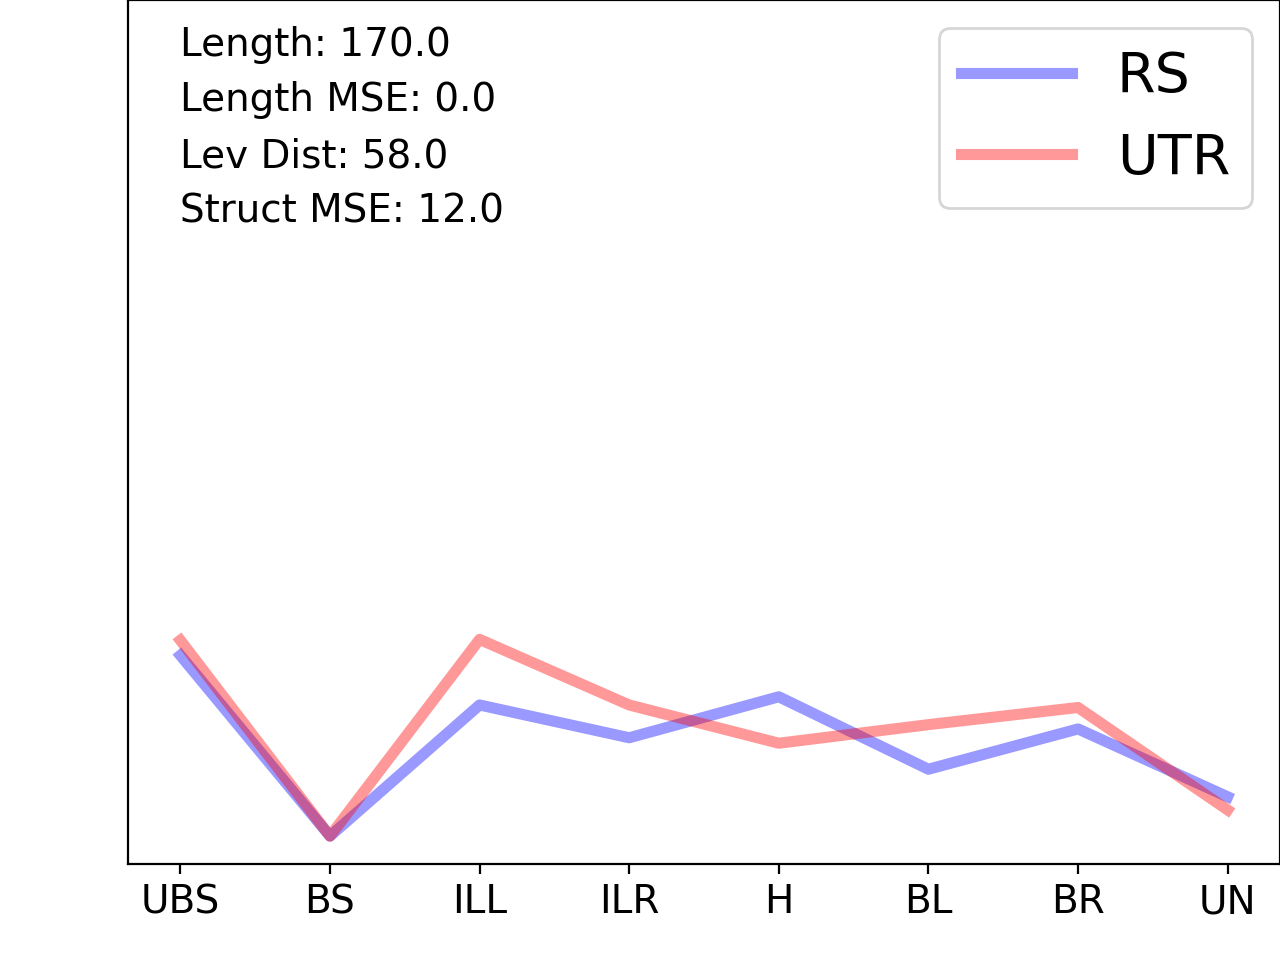 Length: 170.0
Length MSE: 0.0
Lev Dist: 58.0
Struct MSE: 12.0
RS
UTR
UBS BS ILL ILR H BL BR UN